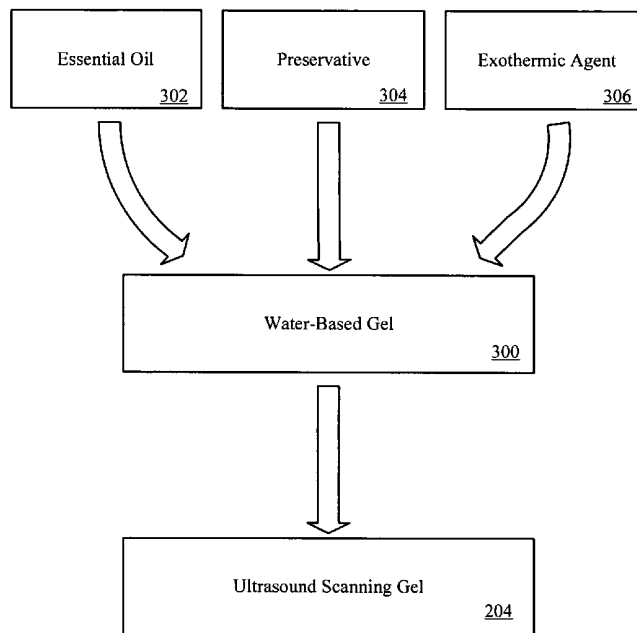 Essential Oil
302
Preservative
304
Exothermic Agent
306
Water-Based Gel
300
Ultrasound Scanning Gel
204